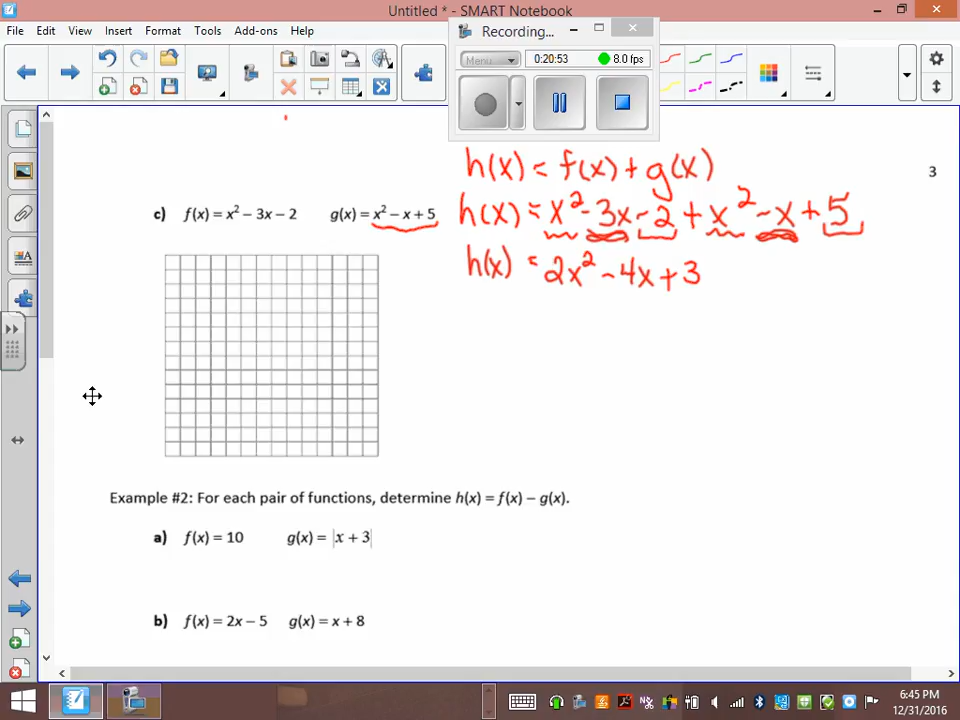 Untitled * - SMART Notebook
File Edit View Insert Format Tools Add-ons Help
Recording...
Menu 0:20:53 8.0 fps
3
h(x) = f(x) + g(x)
c) f(x) = x² – 3x – 2 g(x) = x² – x + 5
h(x) = x² - 3x - 2 + x² - x + 5
h(x) = 2x² - 4x + 3
Example #2: For each pair of functions, determine h(x) = f(x) – g(x).
a) f(x) = 10 g(x) = |x + 3|
b) f(x) = 2x – 5 g(x) = x + 8
6:45 PM
12/31/2016